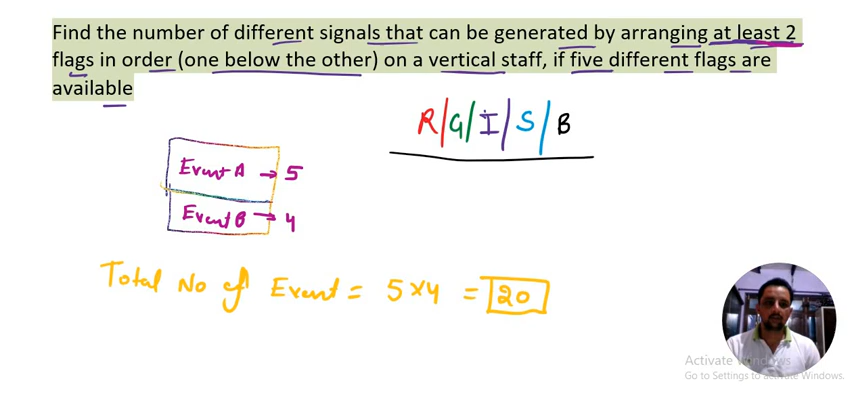 Find the number of different signals that can be generated by arranging at least 2
flags in order (one below the other) on a vertical staff, if five different flags are
available
R/G/I/S/B
Event A → 5
Event B → 4
Total No of Event = 5×4 = 20
Activate Windows
Go to Settings to activate Windows.